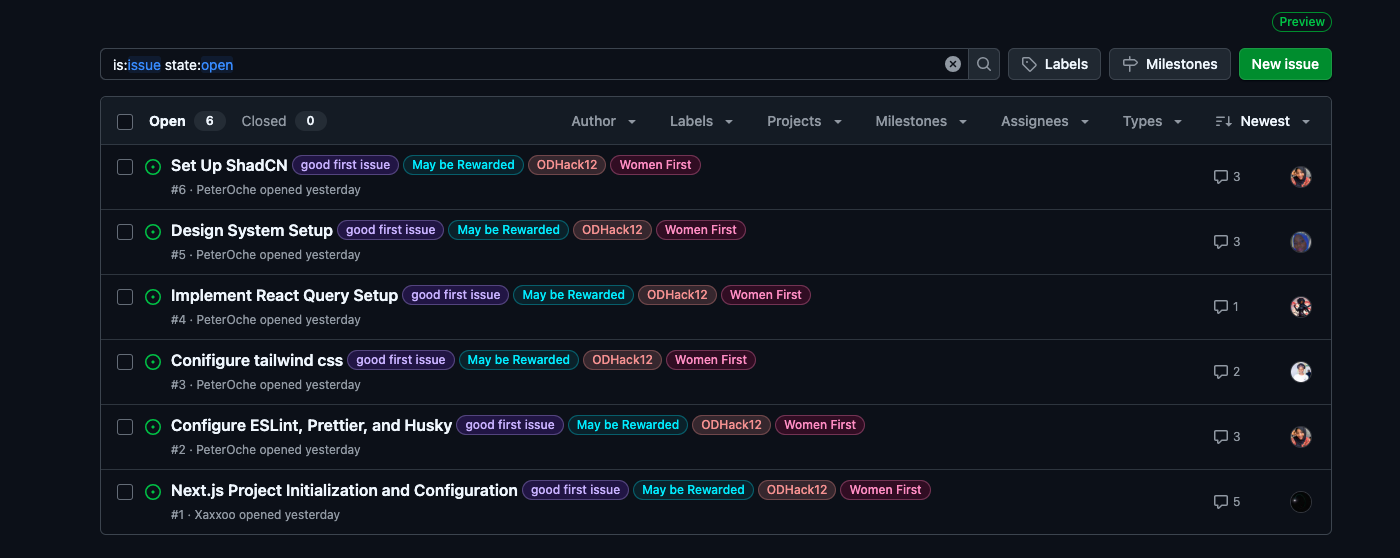 Preview
is:issue state:open Labels Milestones New issue
Open 6 Closed 0 Author Labels Projects Milestones Assignees Types Newest
Set Up ShadCN good first issue May be Rewarded ODHack12 Women First
#6 · PeterOche opened yesterday 3
Design System Setup good first issue May be Rewarded ODHack12 Women First
#5 · PeterOche opened yesterday 3
Implement React Query Setup good first issue May be Rewarded ODHack12 Women First
#4 · PeterOche opened yesterday 1
Conifigure tailwind css good first issue May be Rewarded ODHack12 Women First
#3 · PeterOche opened yesterday 2
Configure ESLint, Prettier, and Husky good first issue May be Rewarded ODHack12 Women First
#2 · PeterOche opened yesterday 3
Next.js Project Initialization and Configuration good first issue May be Rewarded ODHack12 Women First
#1 · Xaxxoo opened yesterday 5